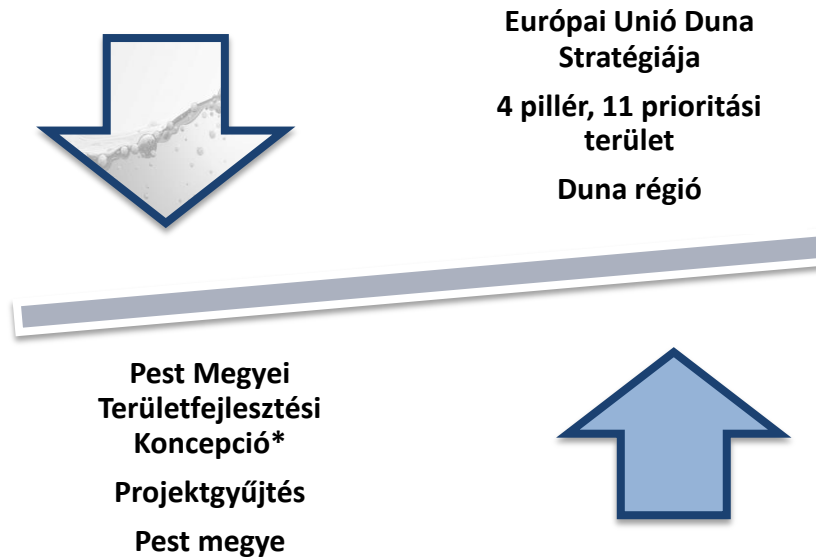 Európai Unió Duna
Stratégiája
4 pillér, 11 prioritási
terület
Duna régió
Pest Megyei
Területfejlesztési
Koncepció*
Projektgyűjtés
Pest megye